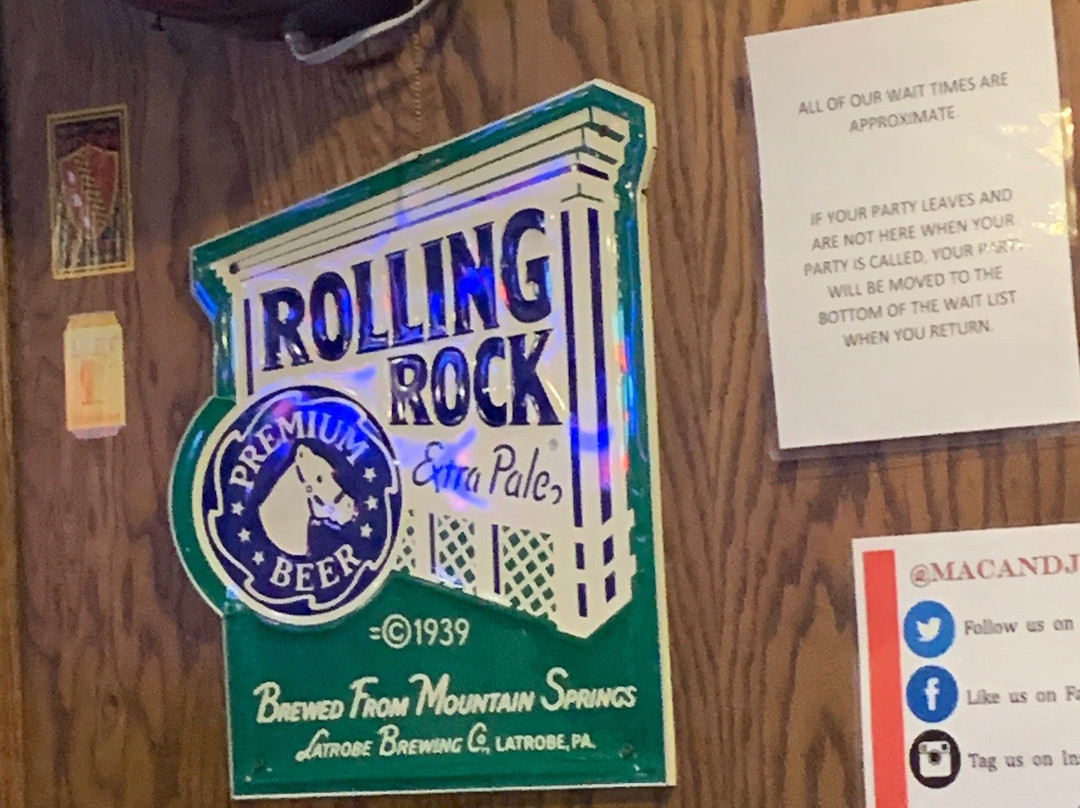 ROLLING
ROCK
Extra Pale
®
PREMIUM
BEER
=©1939
BREWED FROM MOUNTAIN SPRINGS
LATROBE BREWING CO, LATROBE, PA.
ALL OF OUR WAIT TIMES ARE
APPROXIMATE.
IF YOUR PARTY LEAVES AND
ARE NOT HERE WHEN YOUR
PARTY IS CALLED, YOUR PARTY
WILL BE MOVED TO THE
BOTTOM OF THE WAIT LIST
WHEN YOU RETURN.
@MACANDJ
Follow us on
Like us on Fa
Tag us on In